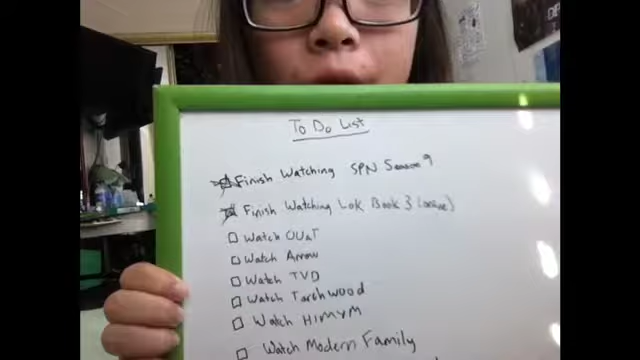 To Do List
Finish Watching SPN Season 9
Finish Watching LoK Book 3
Watch OUaT
Watch Arrow
Watch TVD
Watch Torchwood
Watch HIMYM
Watch Modern Family